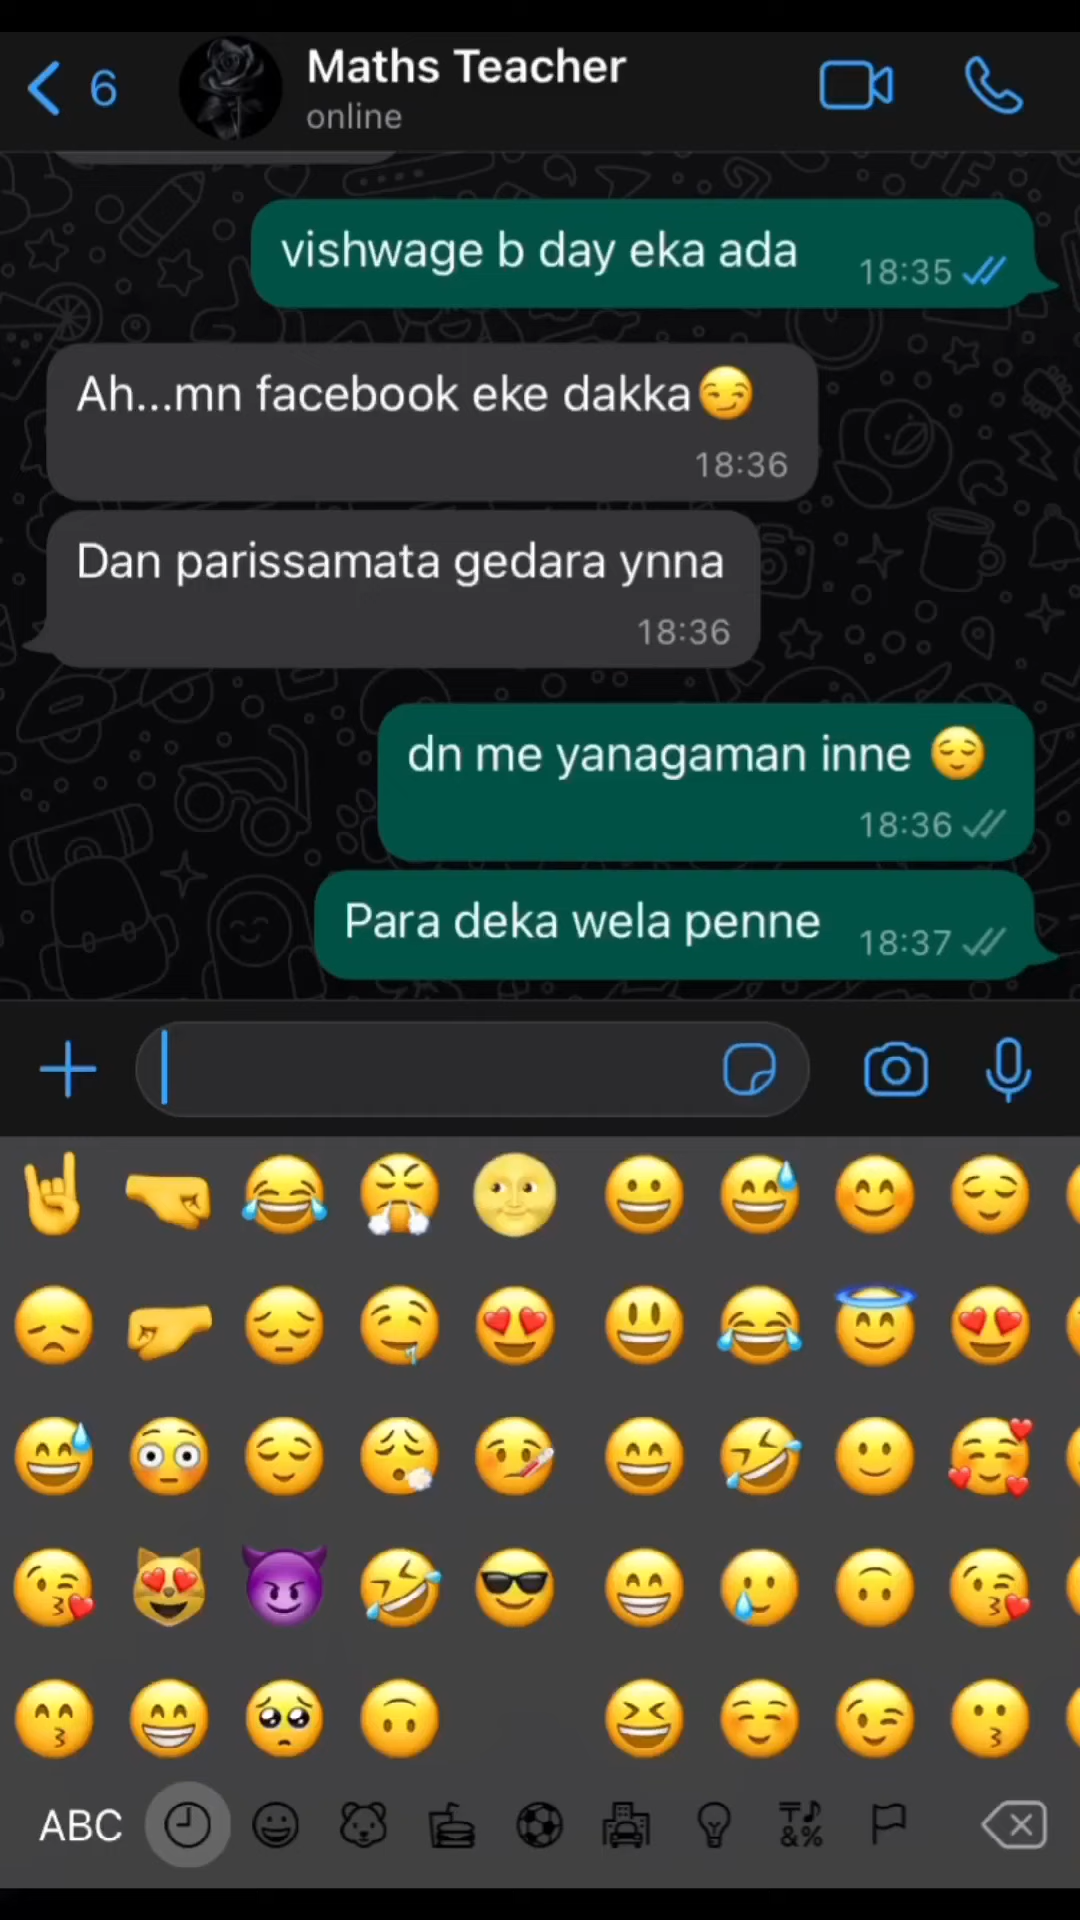 6
Maths Teacher
online
vishwage b day eka ada
18:35
Ah...mn facebook eke dakka😏
18:36
Dan parissamata gedara ynna
18:36
dn me yanagaman inne 😌
18:36
Para deka wela penne
18:37
ABC